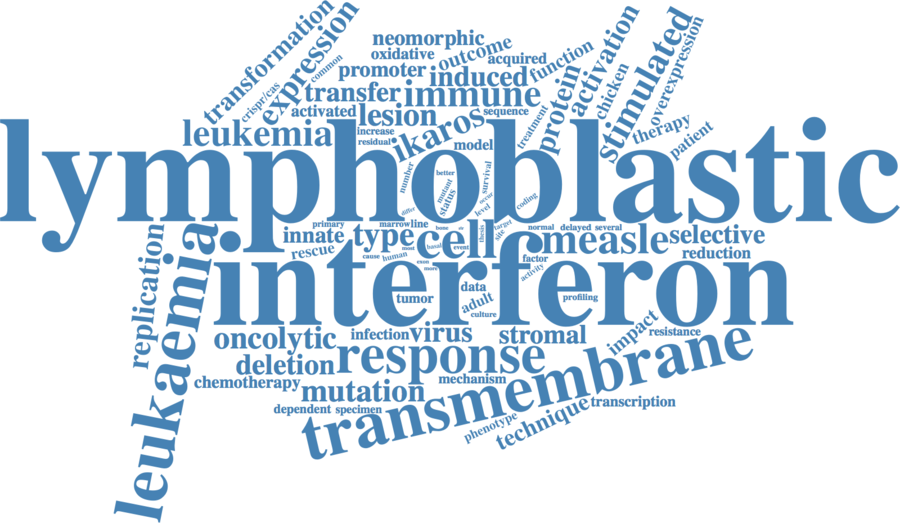 transformation
expression
crispr/cas
common
neomorphic
oxidative
outcome
acquired
promoter
induced
function
transfer
immune
activated
lesion
sequence
leukemia
increase
residual
ikaros
model
treatment
protein
activation
chicken
stimulated
overexpression
therapy
patient
lymphoblastic
number
better
mutant
status
survival
occur
level
coding
differ
primary
marrow
line
bone
thesis
target
site
normal
delayed
several
innate
type
cell
measle
selective
rescue
most
basal
event
cause
human
exon
more
factor
activity
reduction
replication
leukaemia
interferon
tumor
data
adult
culture
profiling
oncolytic
infection
virus
stromal
impact
resistance
deletion
response
chemotherapy
mutation
mechanism
transmembrane
dependent
specimen
phenotype
technique
transcription